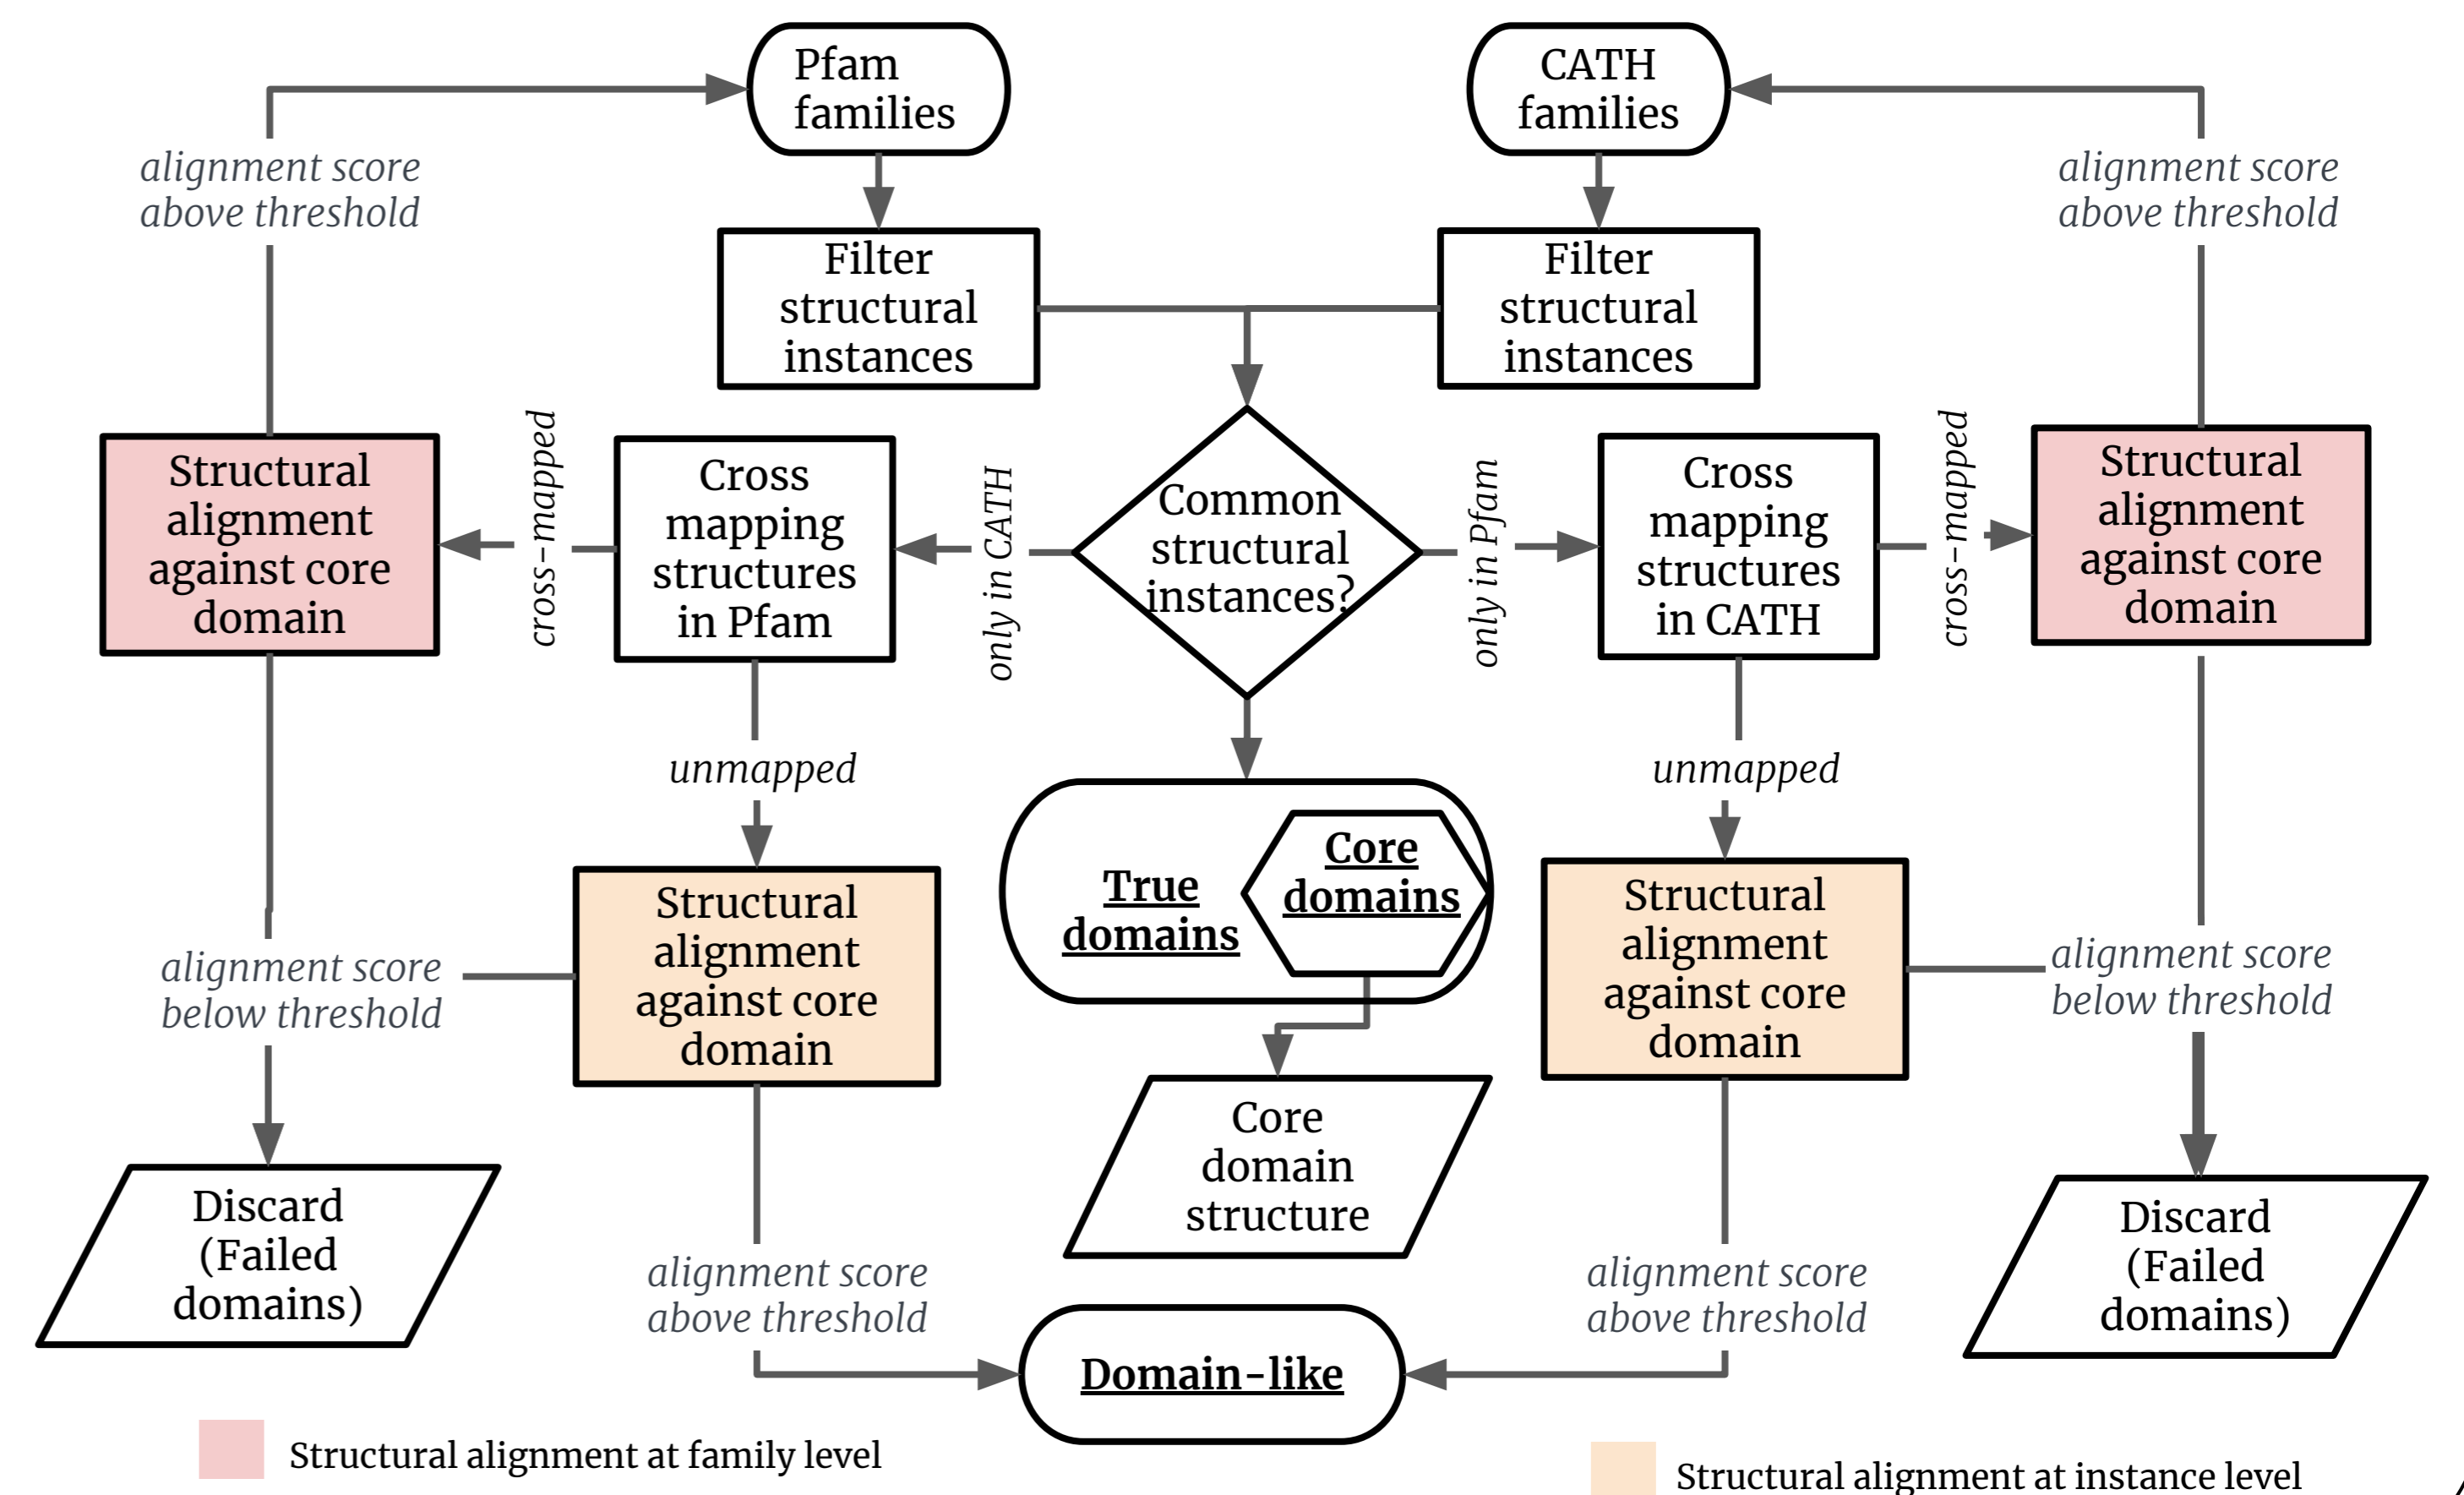 Pfam
families
CATH
families
alignment score
above threshold
alignment score
above threshold
Filter
structural
instances
Filter
structural
instances
Structural
alignment
against core
domain
cross-mapped
Cross
mapping
structures
in Pfam
only in CATH
Common
structural
instances?
only in Pfam
Cross
mapping
structures
in CATH
cross-mapped
Structural
alignment
against core
domain
unmapped
unmapped
True
domains
Core
domains
Structural
alignment
against core
domain
Structural
alignment
against core
domain
alignment score
below threshold
alignment score
below threshold
Core
domain
structure
Discard
(Failed
domains)
Discard
(Failed
domains)
alignment score
above threshold
alignment score
above threshold
Domain-like
Structural alignment at family level
Structural alignment at instance level